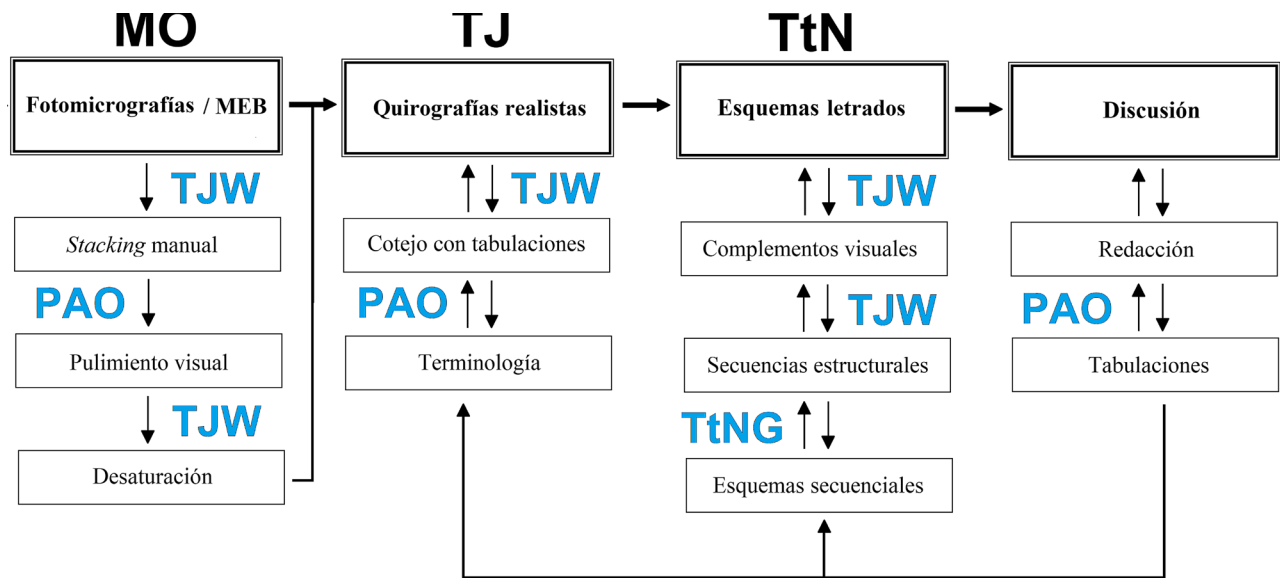 MO
TJ
TtN
Fotomicrografías / MEB
Quirografías realistas
Esquemas letrados
Discusión
TJW
TJW
TJW
Stacking manual
Cotejo con tabulaciones
Complementos visuales
Redacción
PAO
PAO
TJW
PAO
Pulimiento visual
Terminología
Secuencias estructurales
Tabulaciones
TJW
TtNG
Desaturación
Esquemas secuenciales